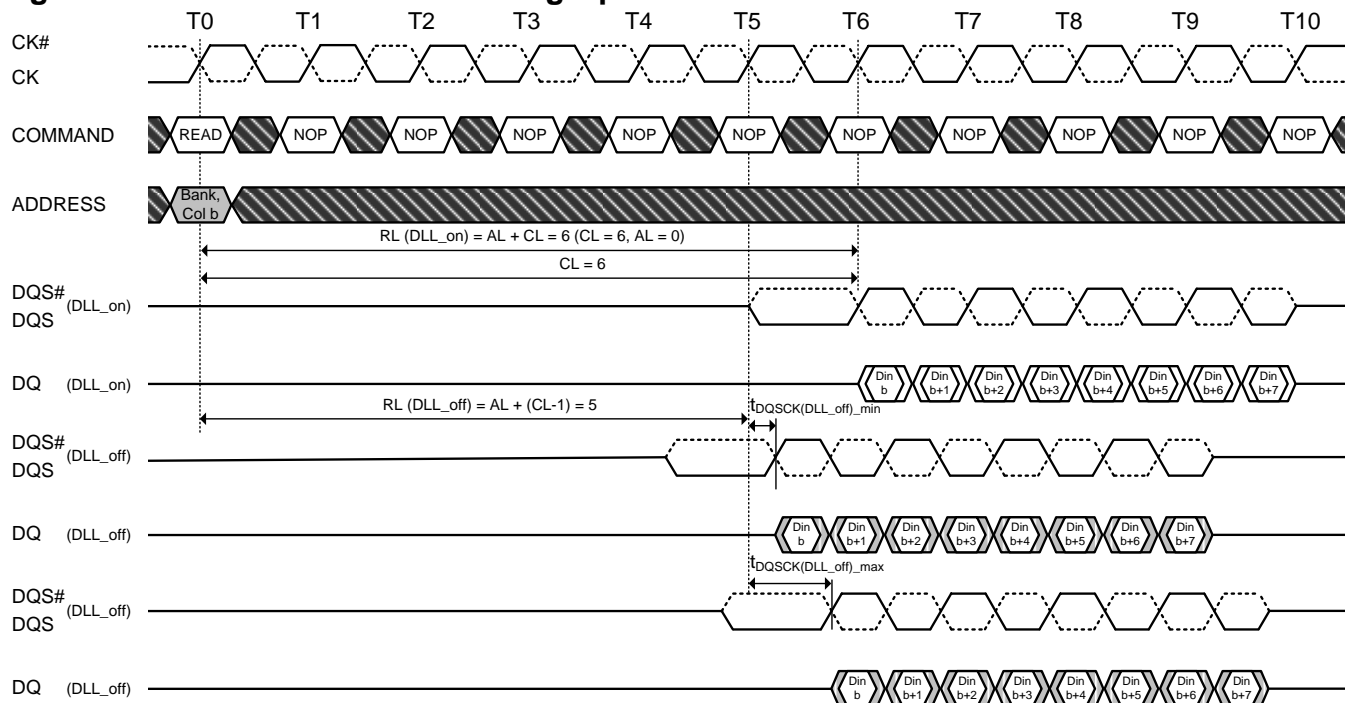 T0 T1 T2 T3 T4 T5 T6 T7 T8 T9 T10
CK#
CK
COMMAND READ NOP NOP NOP NOP NOP NOP NOP NOP NOP NOP
ADDRESS Bank,
Col b
RL (DLL_on) = AL + CL = 6 (CL = 6, AL = 0)
CL = 6
DQS# (DLL_on)
DQS
DQ (DLL_on) Din b Din b+1 Din b+2 Din b+3 Din b+4 Din b+5 Din b+6 Din b+7
RL (DLL_off) = AL + (CL-1) = 5 tDQSCK(DLL_off)_min
DQS# (DLL_off)
DQS
DQ (DLL_off) Din b Din b+1 Din b+2 Din b+3 Din b+4 Din b+5 Din b+6 Din b+7
tDQSCK(DLL_off)_max
DQS# (DLL_off)
DQS
DQ (DLL_off) Din b Din b+1 Din b+2 Din b+3 Din b+4 Din b+5 Din b+6 Din b+7